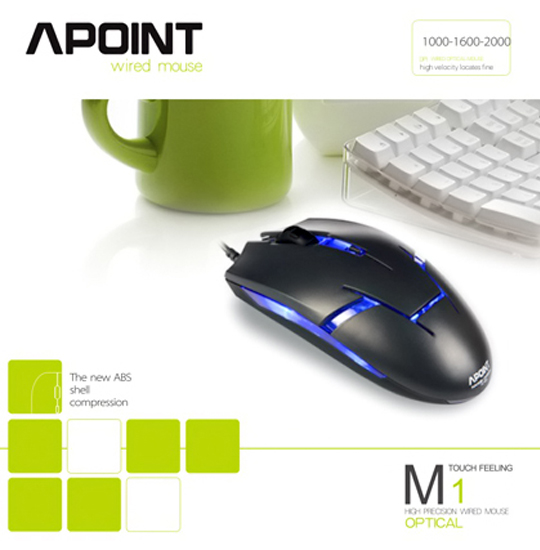 APOINT
wired mouse
1000-1600-2000
high velocity locates fine
APOINT
The new ABS
shell
compression
M1
TOUCH FEELING
HIGH PRECISION WIRED MOUSE
OPTICAL